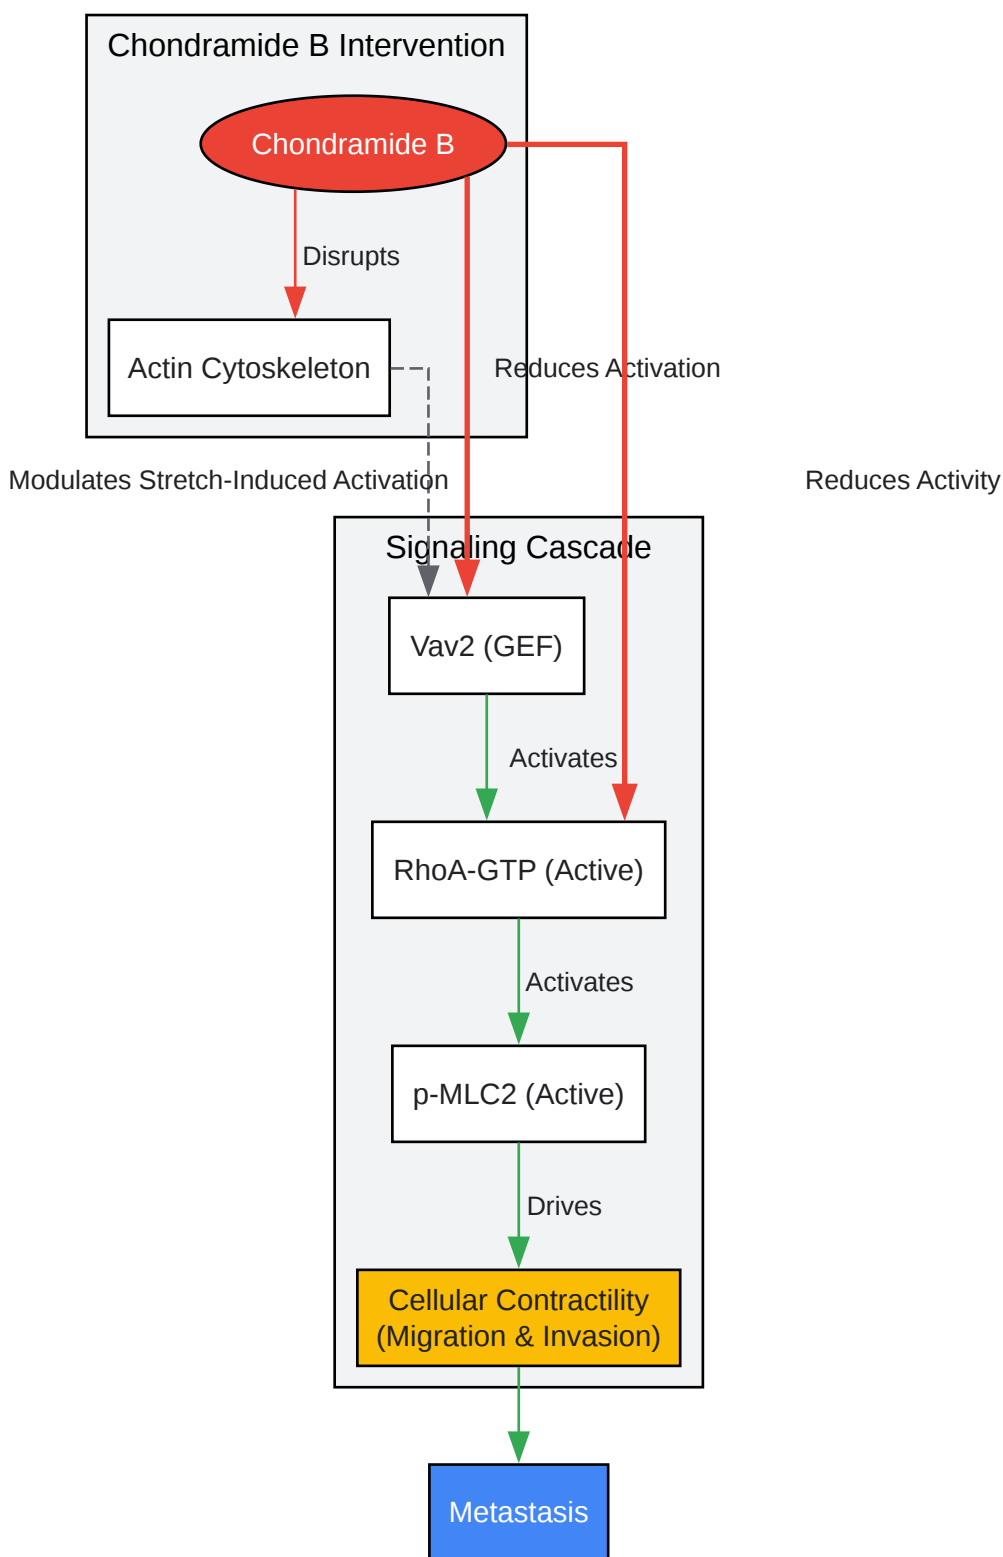 Chondramide B Intervention
Chondramide B
Disrupts
Actin Cytoskeleton
Reduces Activation
Modulates Stretch-Induced Activation
Reduces Activity
Signaling Cascade
Vav2 (GEF)
Activates
RhoA-GTP (Active)
Activates
p-MLC2 (Active)
Drives
Cellular Contractility
(Migration & Invasion)
Metastasis